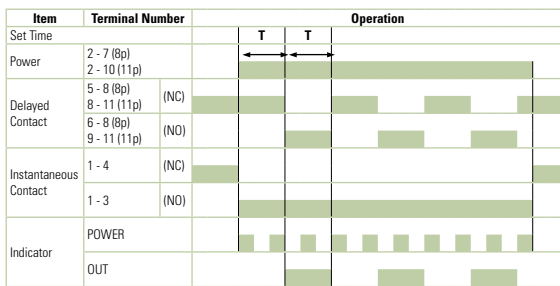 Item Terminal Number Operation
Set Time T T
Power 2 - 7 (8p)
2 - 10 (11p)
Delayed Contact 5 - 8 (8p)
8 - 11 (11p) (NC)
6 - 8 (8p)
9 - 11 (11p) (NO)
Instantaneous Contact 1 - 4 (NC)
1 - 3 (NO)
Indicator POWER
OUT